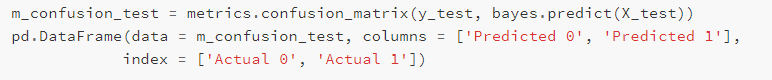 m_confusion_test = metrics.confusion_matrix(y_test, bayes.predict(X_test))
pd.DataFrame(data = m_confusion_test, columns = ['Predicted 0', 'Predicted 1'],
            index = ['Actual 0', 'Actual 1'])